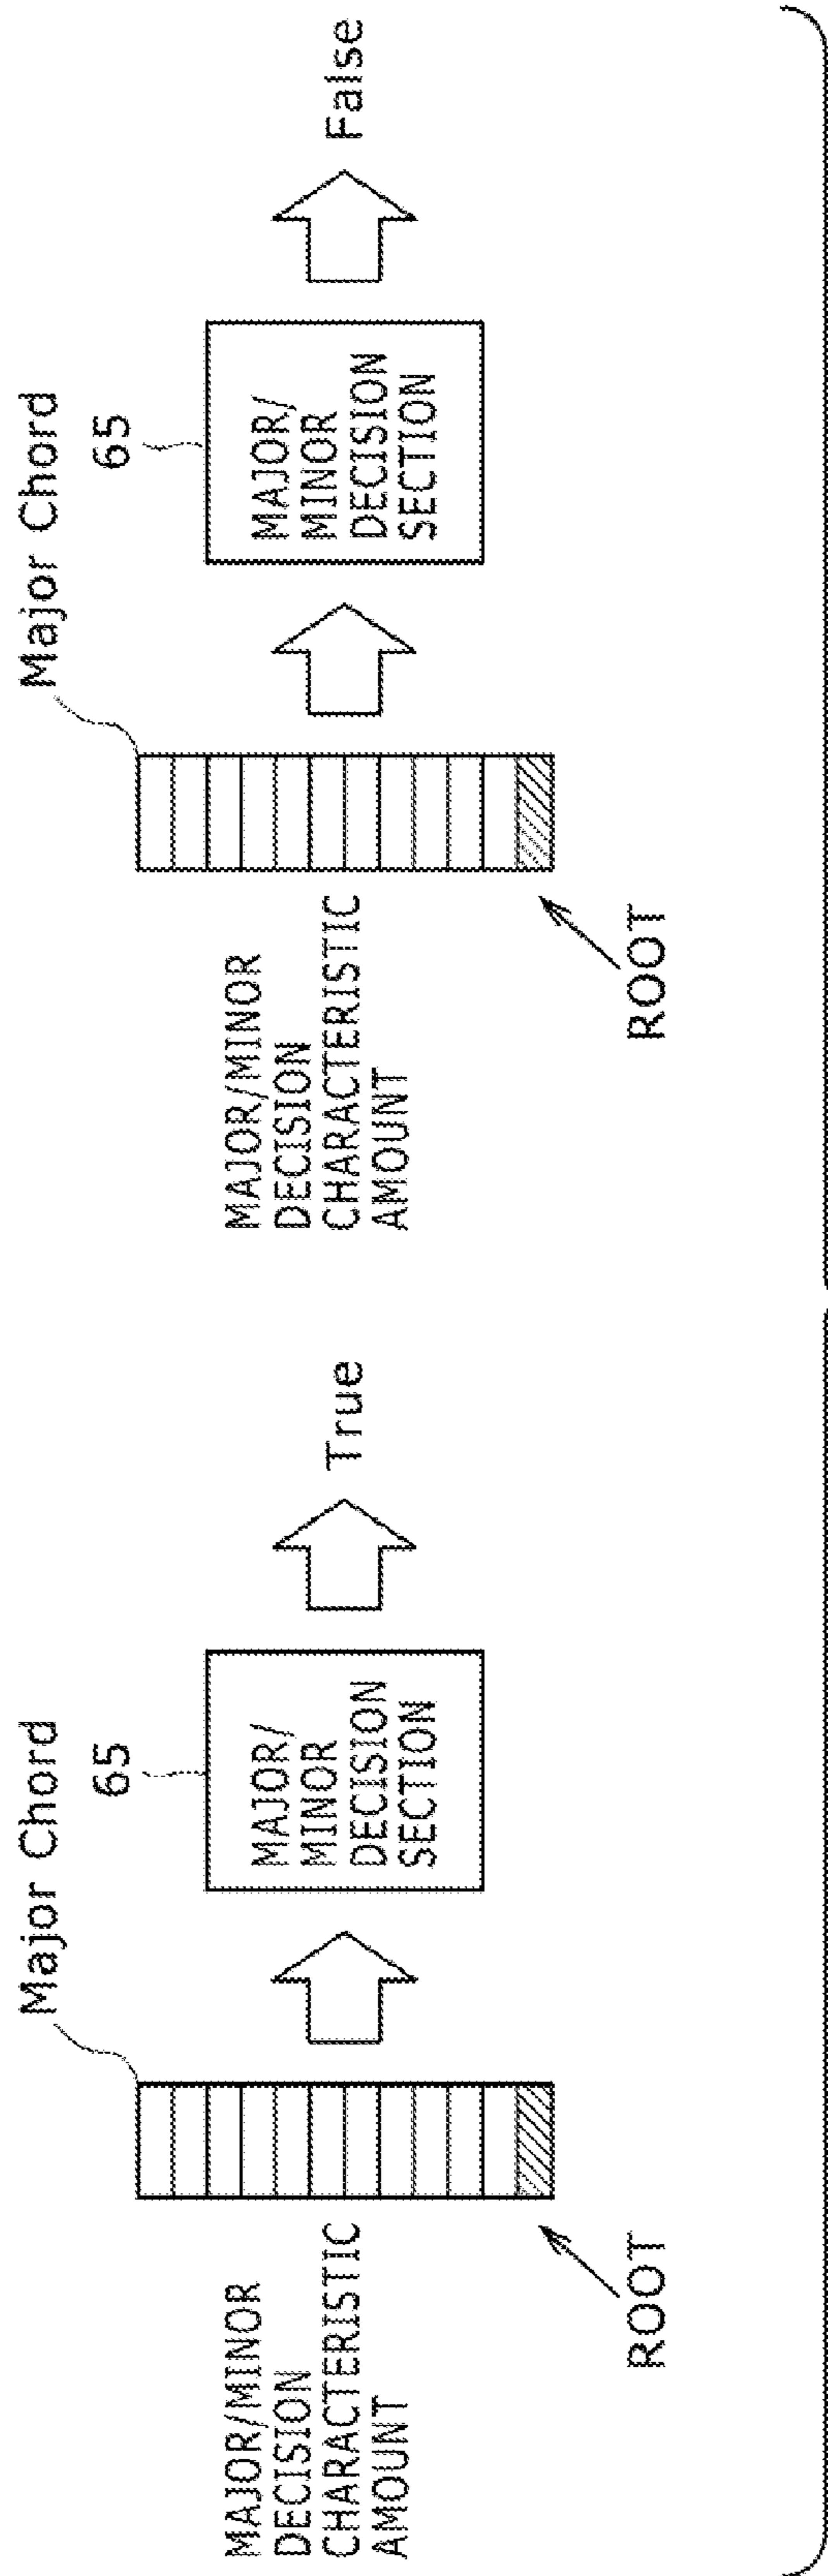 Major Chord
65
MAJOR/MINOR
DECISION
CHARACTERISTIC
AMOUNT
MAJOR/
MINOR
DECISION
SECTION
True
ROOT
Major Chord
65
MAJOR/MINOR
DECISION
CHARACTERISTIC
AMOUNT
MAJOR/
MINOR
DECISION
SECTION
False
ROOT